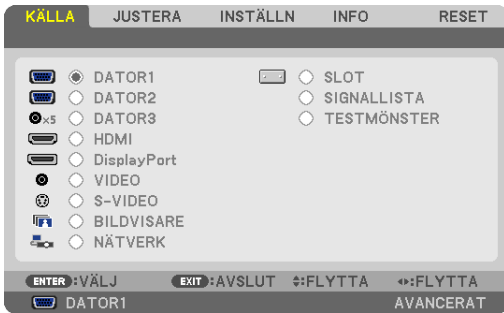 KÄLLA JUSTERA INSTÄLLN INFO RESET
DATOR1 SLOT
DATOR2 SIGNALLISTA
×5 DATOR3 TESTMÖNSTER
HDMI
DisplayPort
VIDEO
S-VIDEO
BILDVISARE
NÄTVERK
ENTER:VÄLJ EXIT:AVSLUT :FLYTTA :FLYTTA
DATOR1 AVANCERAT